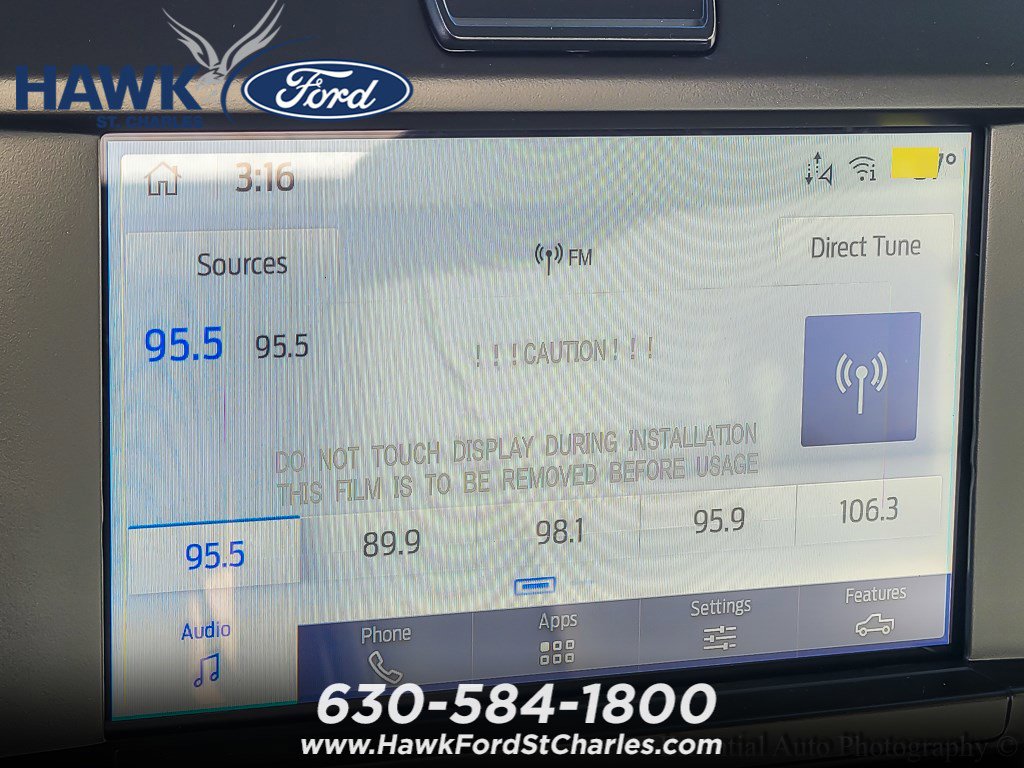 HAWK
Ford
ST. CHARLES
3:16
Sources
FM
Direct Tune
95.5 95.5
! ! ! CAUTION ! ! !
DO NOT TOUCH DISPLAY DURING INSTALLATION
THIS FILM IS TO BE REMOVED BEFORE USAGE
95.5 89.9 98.1 95.9 106.3
Audio Phone Apps Settings Features
630-584-1800
www.HawkFordStCharles.com
Auto Photography ©